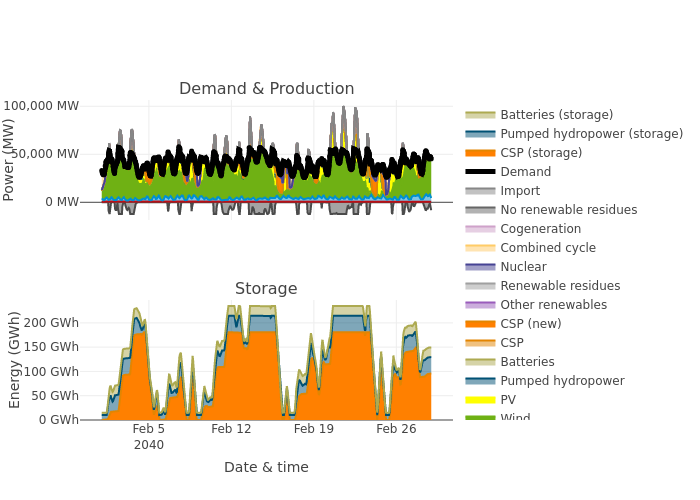 Demand & Production
100,000 MW
50,000 MW
0 MW
Power (MW)
Storage
200 GWh
150 GWh
100 GWh
50 GWh
0 GWh
Energy (GWh)
Feb 5
2040
Feb 12
Feb 19
Feb 26
Date & time
Batteries (storage)
Pumped hydropower (storage)
CSP (storage)
Demand
Import
No renewable residues
Cogeneration
Combined cycle
Nuclear
Renewable residues
Other renewables
CSP (new)
CSP
Batteries
Pumped hydropower
PV
Wind